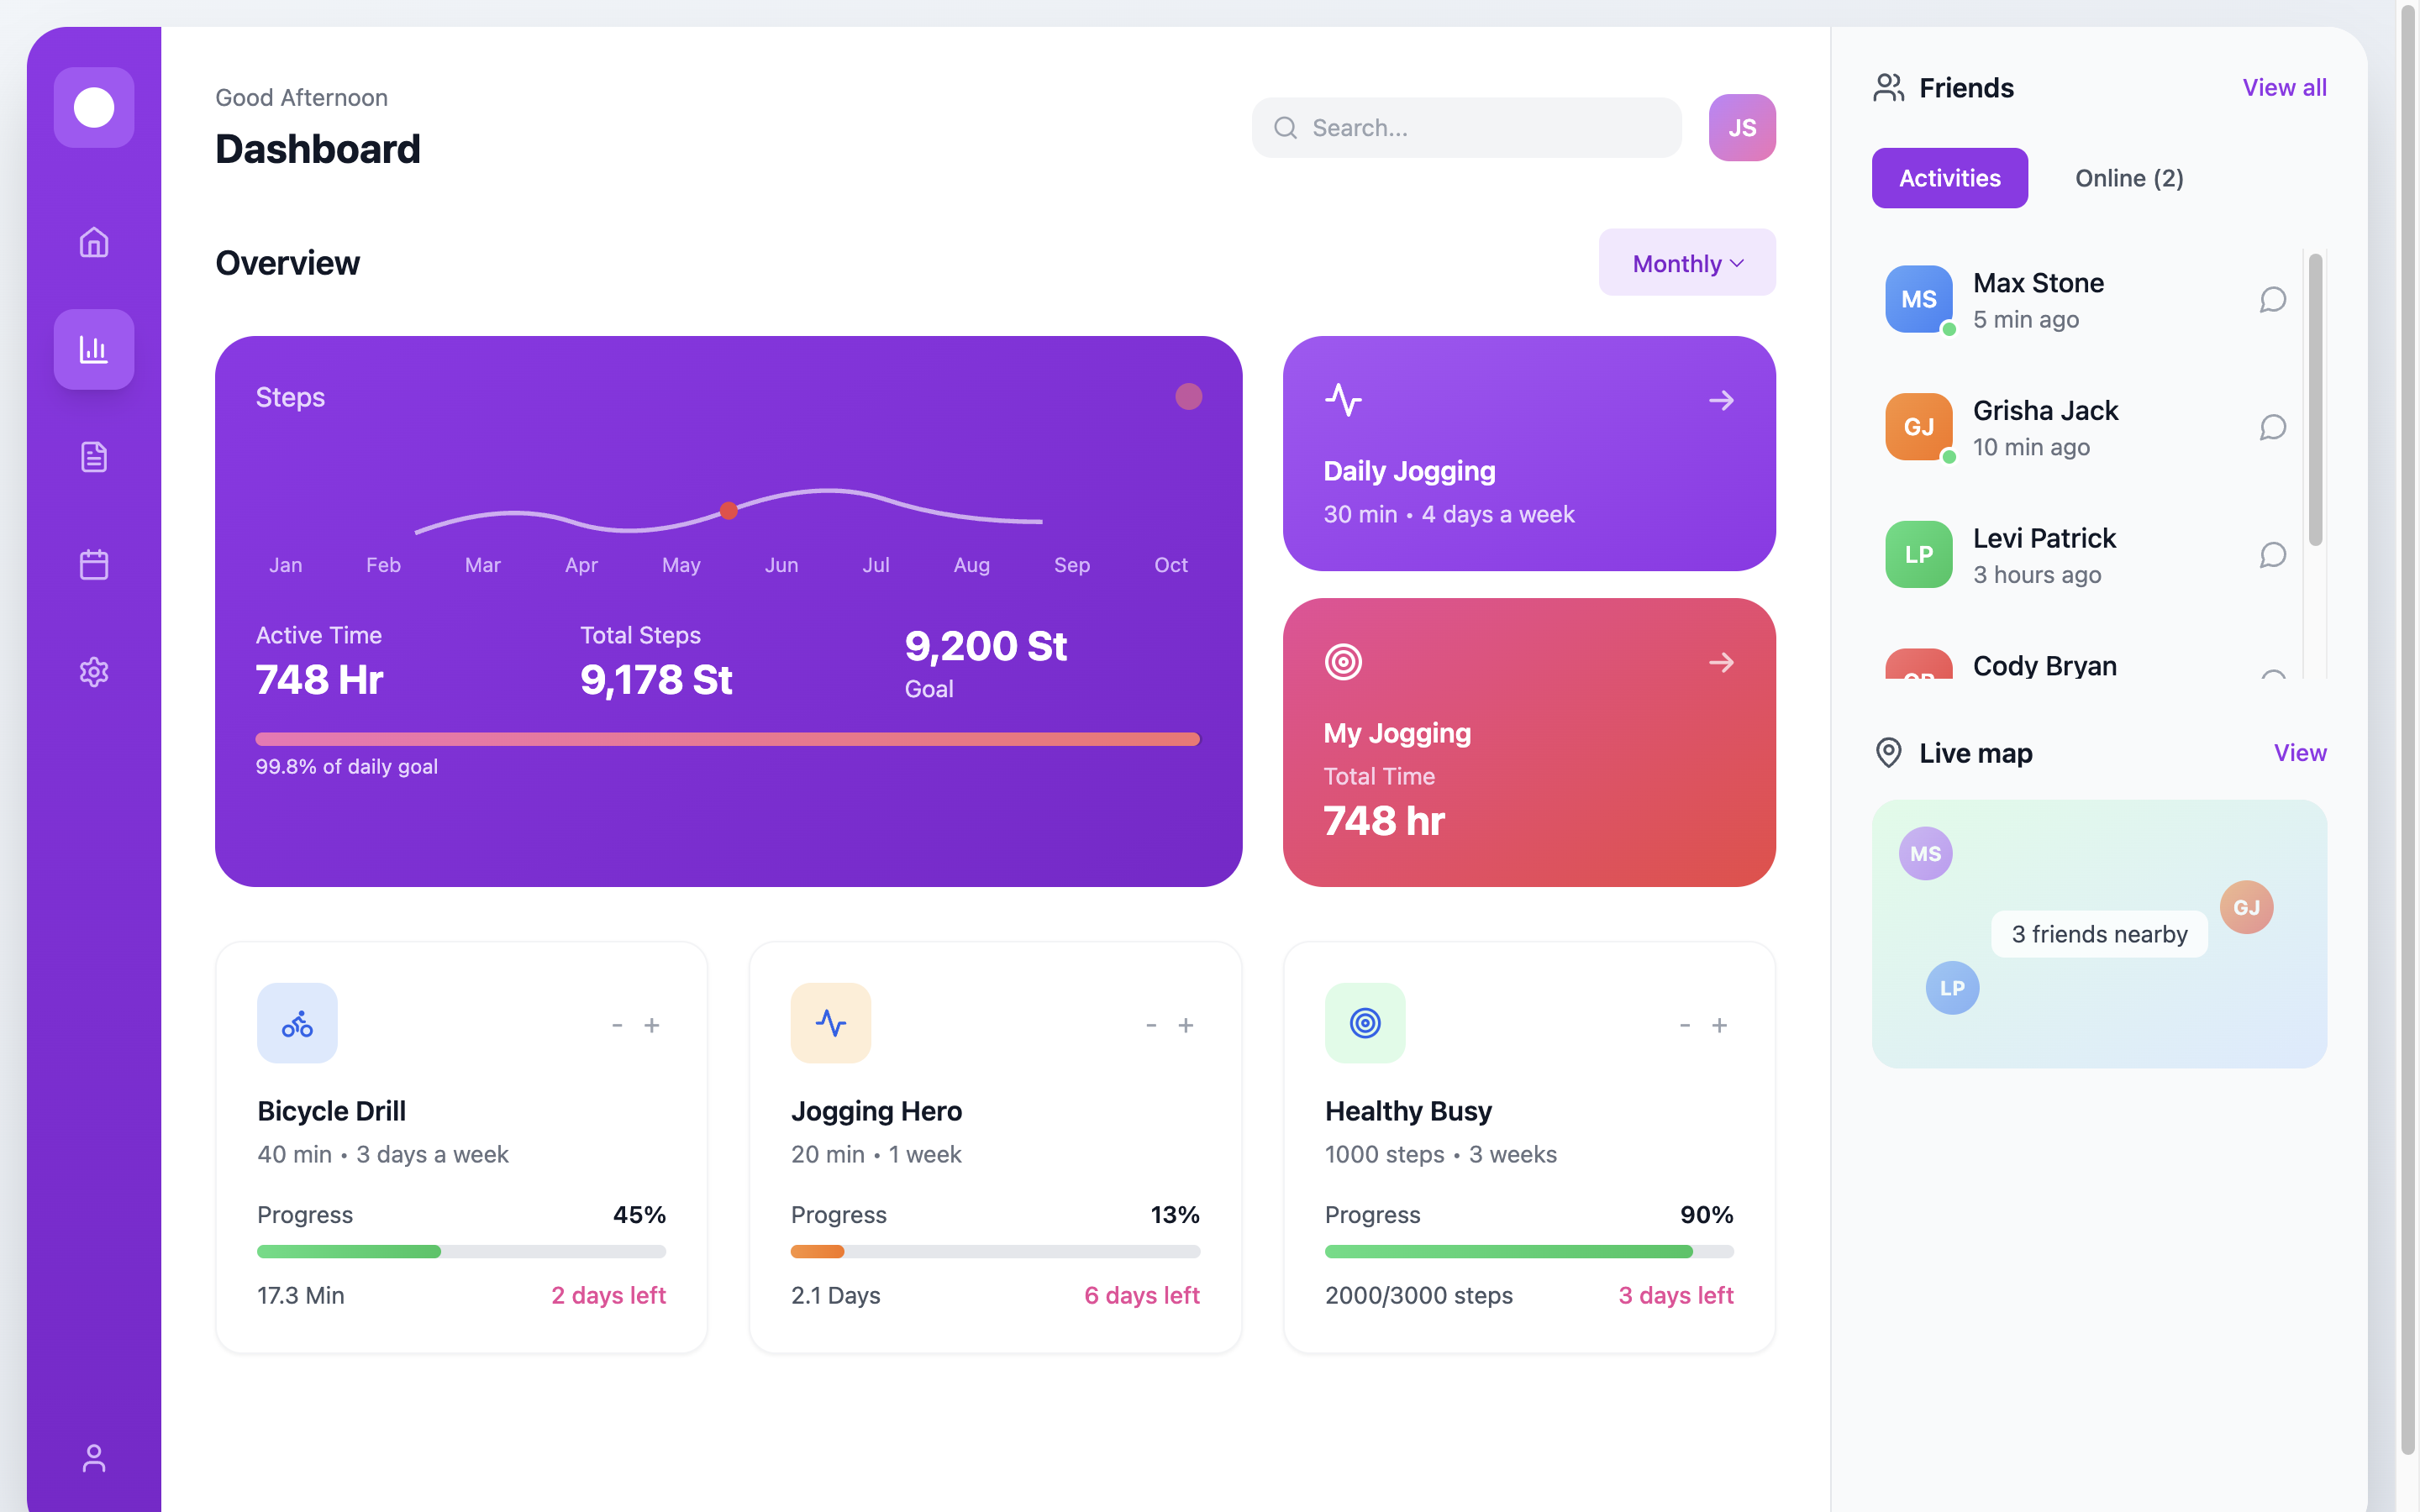 Good Afternoon
Dashboard
Search...
JS
Overview
Monthly
Steps
Jan Feb Mar Apr May Jun Jul Aug Sep Oct
Active Time
748 Hr
Total Steps
9,178 St
9,200 St
Goal
99.8% of daily goal
Daily Jogging
30 min • 4 days a week
My Jogging
Total Time
748 hr
Bicycle Drill
40 min • 3 days a week
Progress 45%
17.3 Min 2 days left
Jogging Hero
20 min • 1 week
Progress 13%
2.1 Days 6 days left
Healthy Busy
1000 steps • 3 weeks
Progress 90%
2000/3000 steps 3 days left
Friends View all
Activities Online (2)
MS
Max Stone
5 min ago
GJ
Grisha Jack
10 min ago
LP
Levi Patrick
3 hours ago
Cody Bryan
Live map View
MS
GJ
3 friends nearby
LP